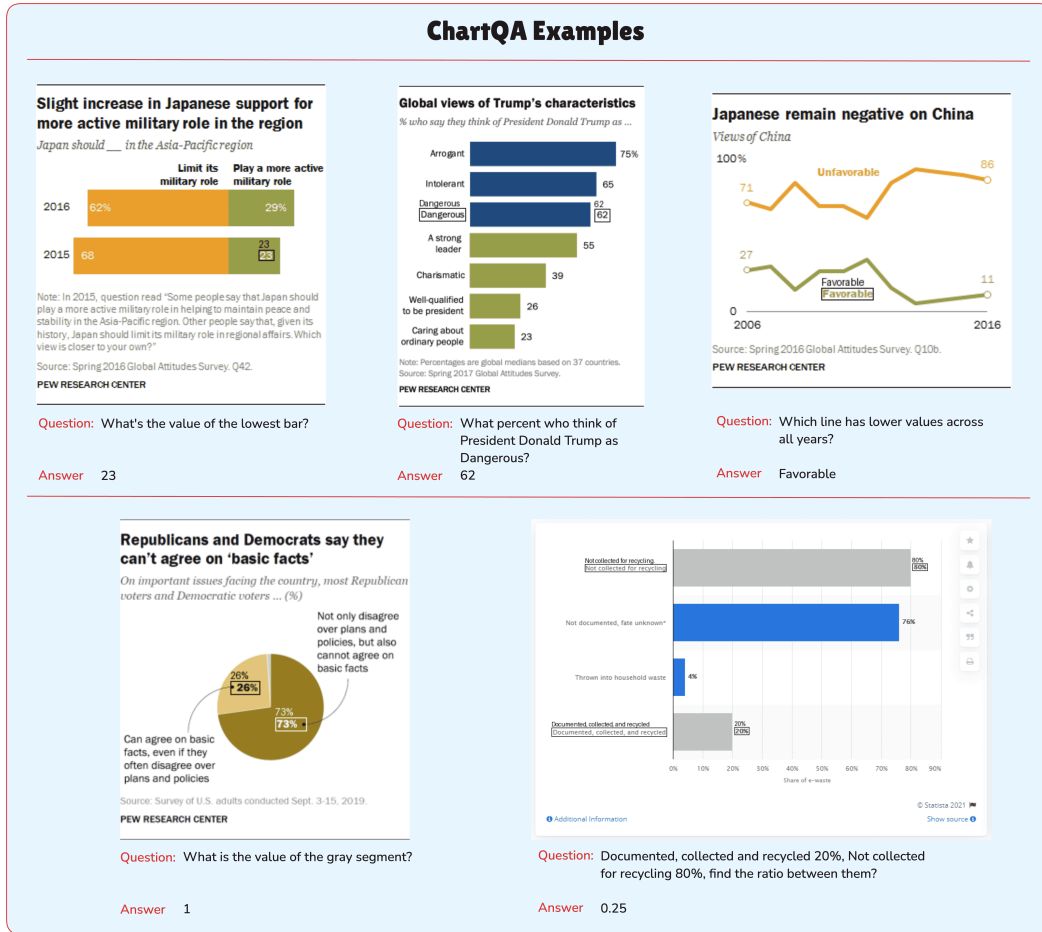 ChartQA Examples
Slight increase in Japanese support for
more active military role in the region
Japan should __ in the Asia-Pacific region
Limit its
military role
Play a more active
military role
2016
62%
29%
2015
68
23
23
Note: In 2015, question read "Some people say that Japan should
play a more active military role in helping to maintain peace and
stability in the Asia-Pacific region. Other people say that, given its
history, Japan should limit its military role in regional affairs. Which
view is closer to your own?"
Source: Spring 2016 Global Attitudes Survey. Q42.
PEW RESEARCH CENTER
Question: What's the value of the lowest bar?
Answer 23
Global views of Trump's characteristics
% who say they think of President Donald Trump as ...
Arrogant
75%
Intolerant
65
Dangerous
Dangerous
62
62
A strong
leader
55
Charismatic
39
Well-qualified
to be president
26
Caring about
ordinary people
23
Note: Percentages are global medians based on 37 countries.
Source: Spring 2017 Global Attitudes Survey.
PEW RESEARCH CENTER
Question: What percent who think of
President Donald Trump as
Dangerous?
Answer 62
Japanese remain negative on China
Views of China
100%
Unfavorable
86
71
27
Favorable
Favorable
11
0
2006
2016
Source: Spring 2016 Global Attitudes Survey. Q10b.
PEW RESEARCH CENTER
Question: Which line has lower values across
all years?
Answer Favorable
Republicans and Democrats say they
can't agree on 'basic facts'
On important issues facing the country, most Republican
voters and Democratic voters ... (%)
Not only disagree
over plans and
policies, but also
cannot agree on
basic facts
26%
26%
73%
73%
Can agree on basic
facts, even if they
often disagree over
plans and policies
Source: Survey of U.S. adults conducted Sept. 3-15, 2019.
PEW RESEARCH CENTER
Question: What is the value of the gray segment?
Answer 1
Not collected for recycling
Not collected for recycling
80%
80%
Not documented, fate unknown*
76%
Thrown into household waste
4%
Documented, collected, and recycled
Documented, collected, and recycled
20%
20%
0% 10% 20% 30% 40% 50% 60% 70% 80% 90%
Share of e-waste
© Statista 2021
Additional Information
Show source
Question: Documented, collected and recycled 20%, Not collected
for recycling 80%, find the ratio between them?
Answer 0.25